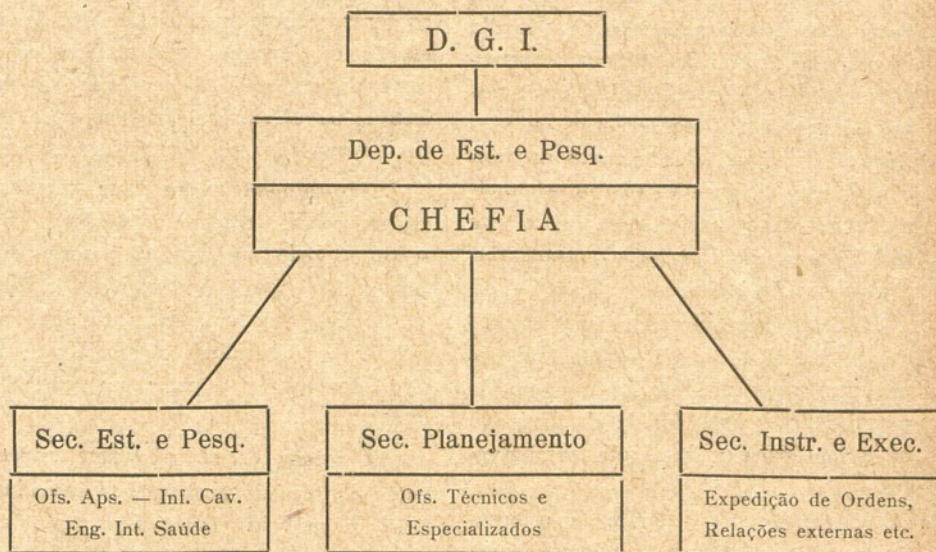 D. G. I.
Dep. de Est. e Pesq.
CHEFIA
Sec. Est. e Pesq.
Ofs. Aps. — Inf. Cav.
Eng. Int. Saúde
Sec. Planejamento
Ofs. Técnicos e
Especializados
Sec. Instr. e Exec.
Expedição de Ordens,
Relações externas etc.